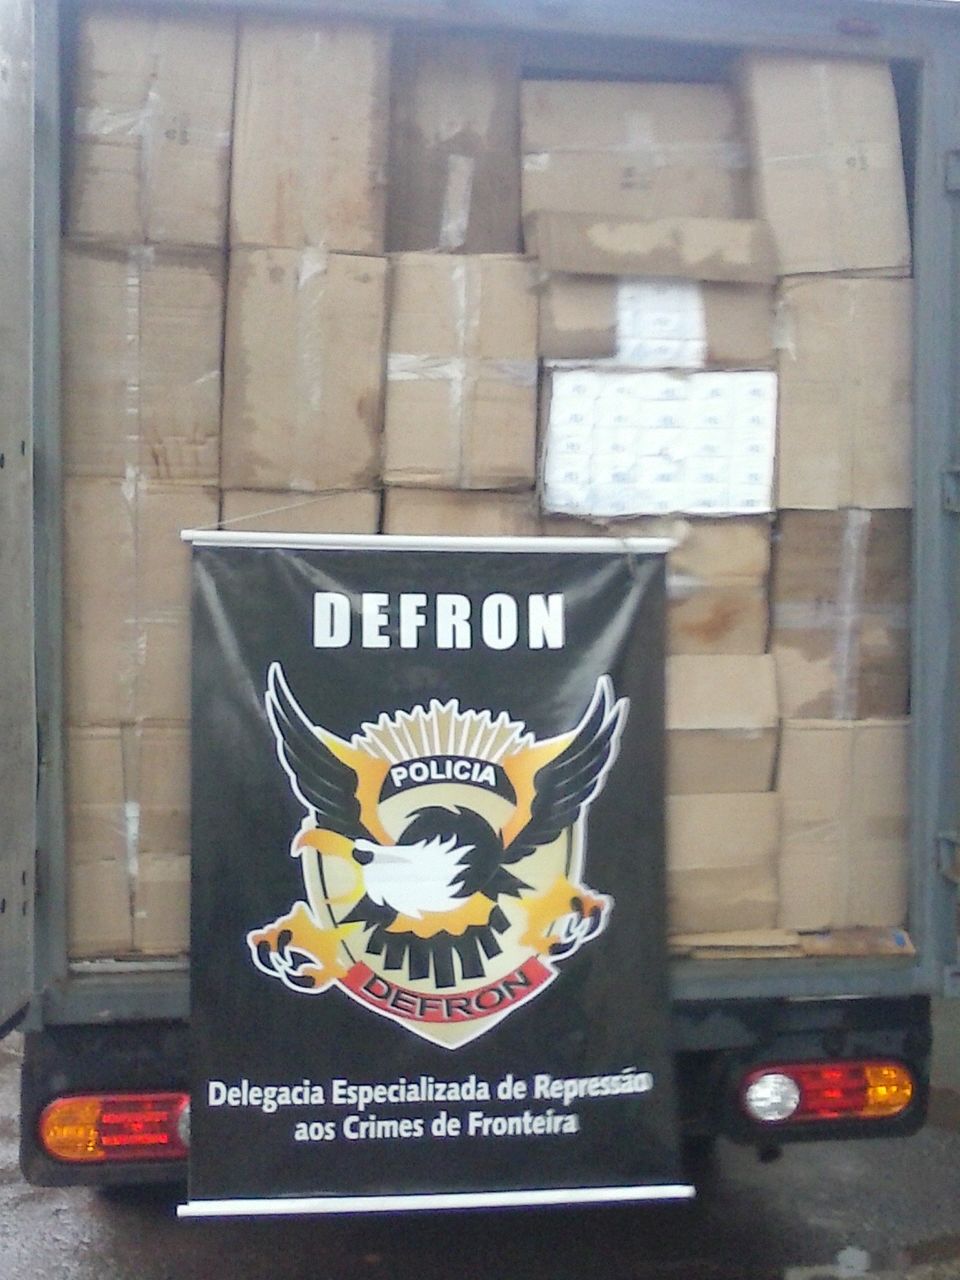 DEFRON
POLICIA
DEFRON
Delegacia Especializada de Repressão
aos Crimes de Fronteira